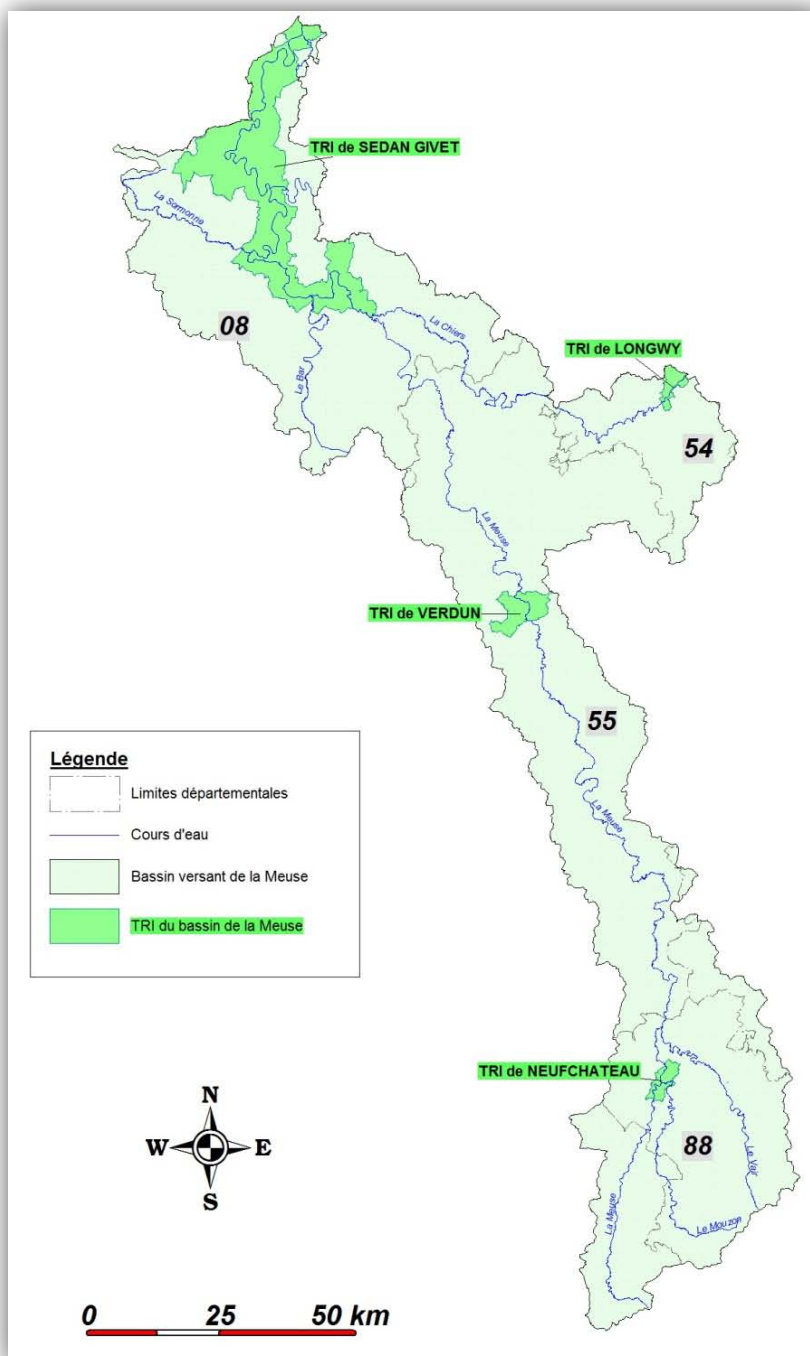 TRI de SEDAN GIVET
La Sormonne
08
La Chiers
Le Bar
TRI de LONGWY
54
La Meuse
TRI de VERDUN
55
La Meuse
Légende
Limites départementales
Cours d'eau
Bassin versant de la Meuse
TRI du bassin de la Meuse
TRI de NEUFCHATEAU
N
W
E
S
88
Le Vair
La Meuse
Le Mouzon
0 25 50 km